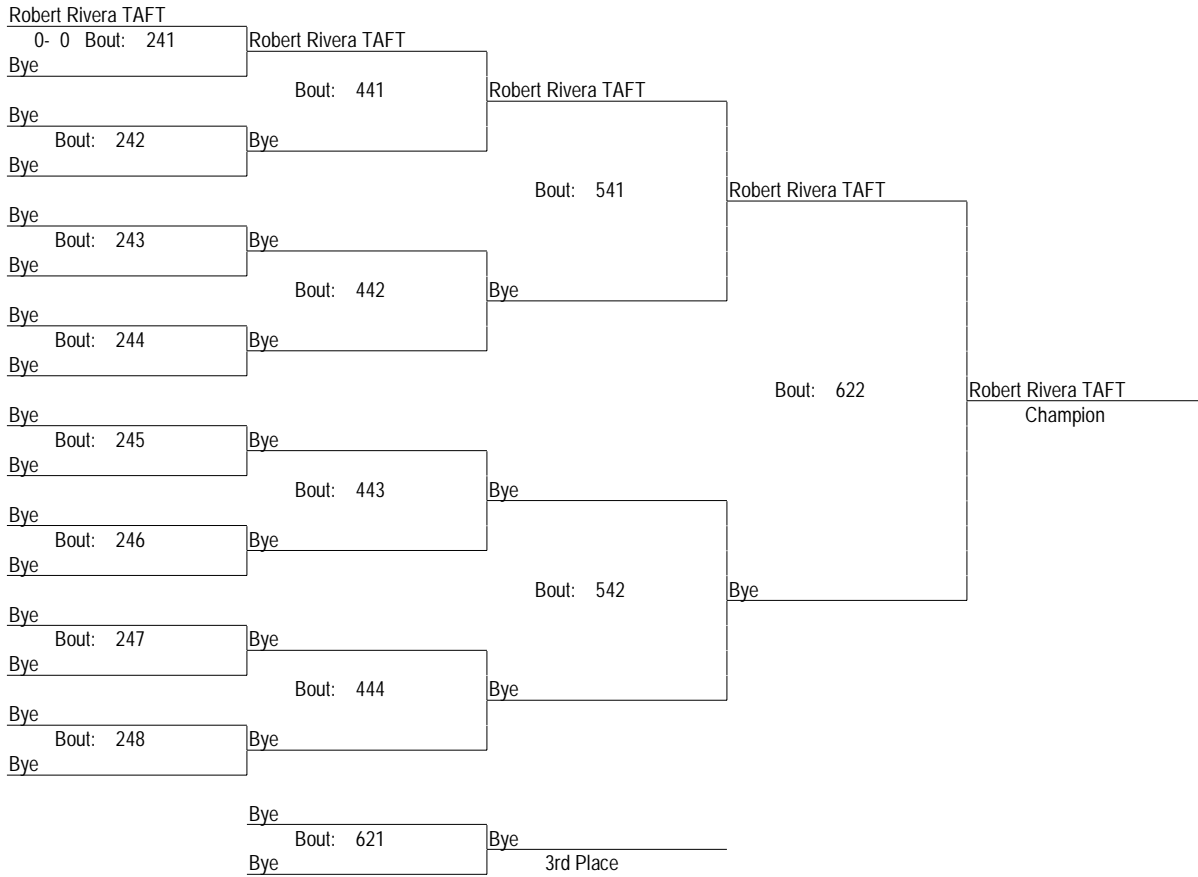 Robert Rivera TAFT
0- 0 Bout: 241 Robert Rivera TAFT
Bye
Bout: 441 Robert Rivera TAFT
Bye
Bout: 242 Bye
Bye
Bout: 541 Robert Rivera TAFT
Bye
Bout: 243 Bye
Bye
Bout: 442 Bye
Bye
Bout: 244 Bye
Bye
Bout: 622 Robert Rivera TAFT
Champion
Bye
Bout: 245 Bye
Bye
Bout: 443 Bye
Bye
Bout: 246 Bye
Bye
Bout: 542 Bye
Bye
Bout: 247 Bye
Bye
Bout: 444 Bye
Bye
Bout: 248 Bye
Bye
Bye
Bout: 621 Bye
Bye 3rd Place